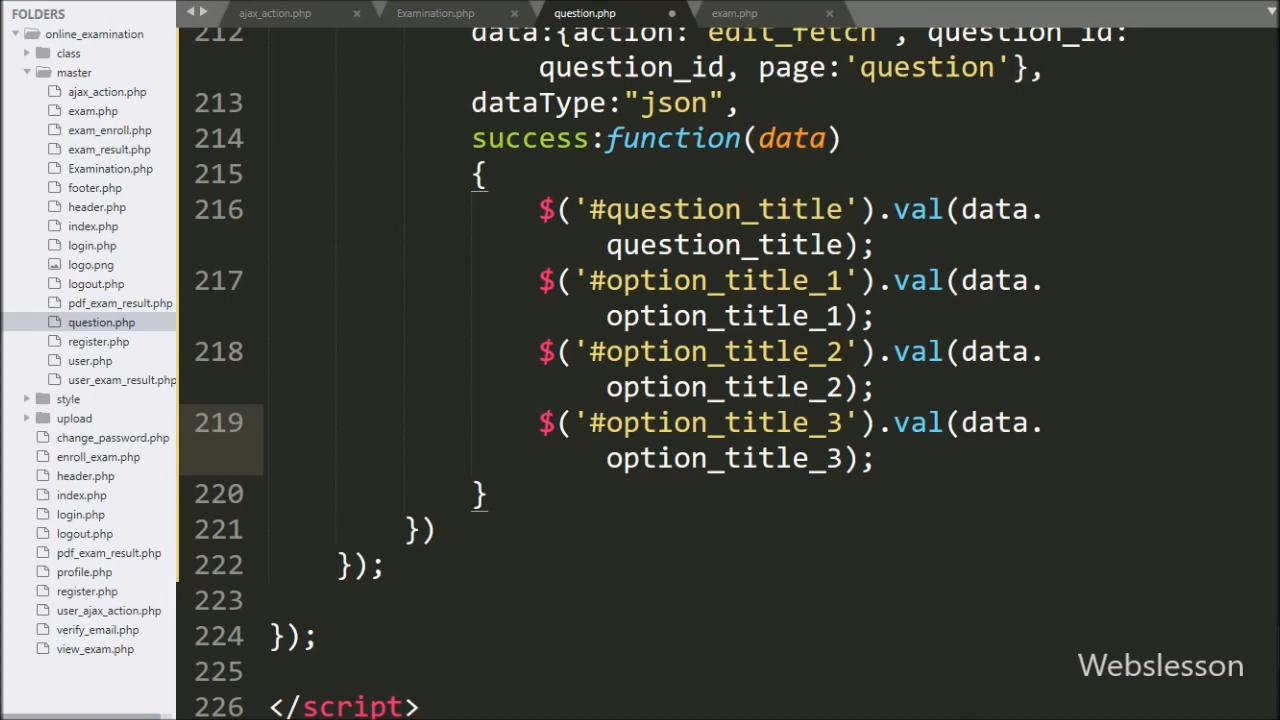 FOLDERS
online_examination
class
master
ajax_action.php
exam.php
exam_enroll.php
exam_result.php
Examination.php
footer.php
header.php
index.php
login.php
logo.png
logout.php
pdf_exam_result.php
question.php
register.php
user.php
user_exam_result.php
style
upload
change_password.php
enroll_exam.php
header.php
index.php
login.php
logout.php
pdf_exam_result.php
profile.php
register.php
user_ajax_action.php
verify_email.php
view_exam.php
ajax_action.php × Examination.php × question.php exam.php ×
212 data:{action:'edit_fetch', question_id:
question_id, page:'question'},
213 dataType:"json",
214 success:function(data)
215 {
216 $('#question_title').val(data.
question_title);
217 $('#option_title_1').val(data.
option_title_1);
218 $('#option_title_2').val(data.
option_title_2);
219 $('#option_title_3').val(data.
option_title_3);
220 }
221 })
222 });
223
224 });
225
226 </script>
Webslesson